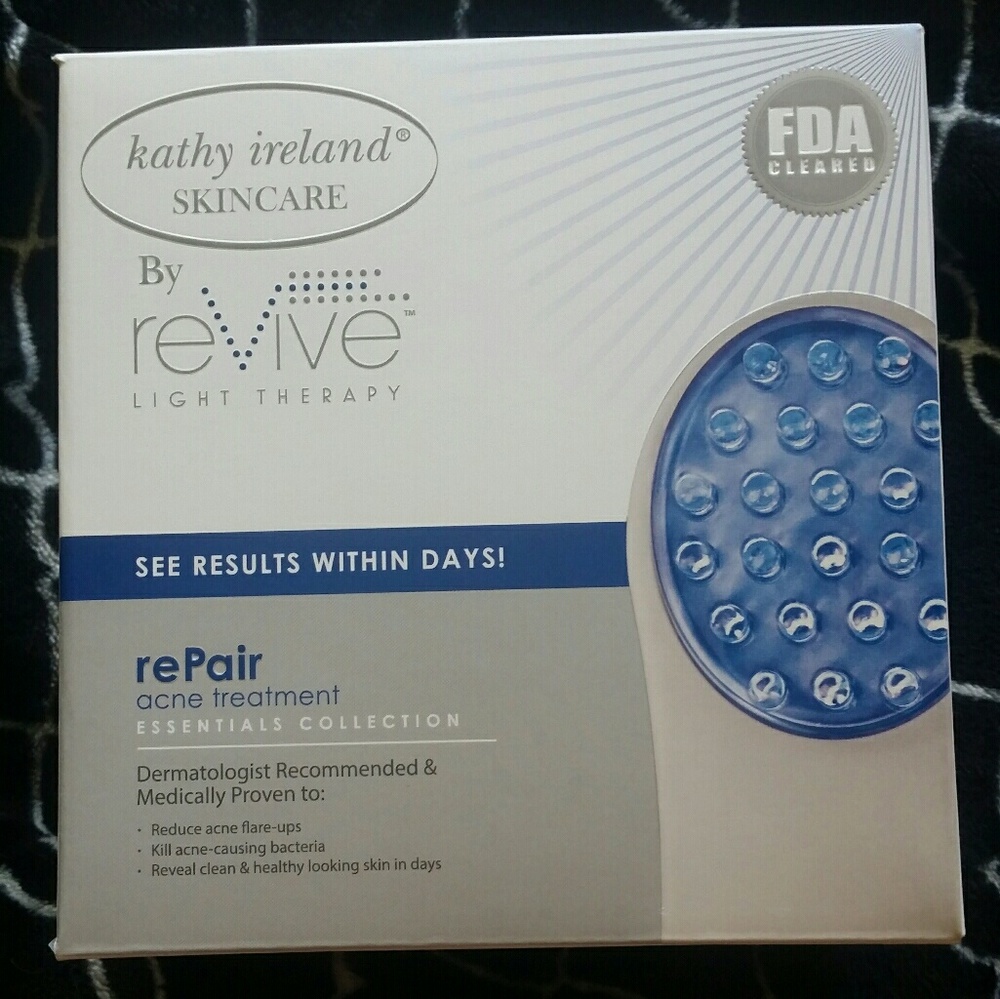 kathy ireland®
SKINCARE
By
reVive™
LIGHT THERAPY
FDA
CLEARED
SEE RESULTS WITHIN DAYS!
rePair
acne treatment
ESSENTIALS COLLECTION
Dermatologist Recommended &
Medically Proven to:
· Reduce acne flare-ups
· Kill acne-causing bacteria
· Reveal clean & healthy looking skin in days